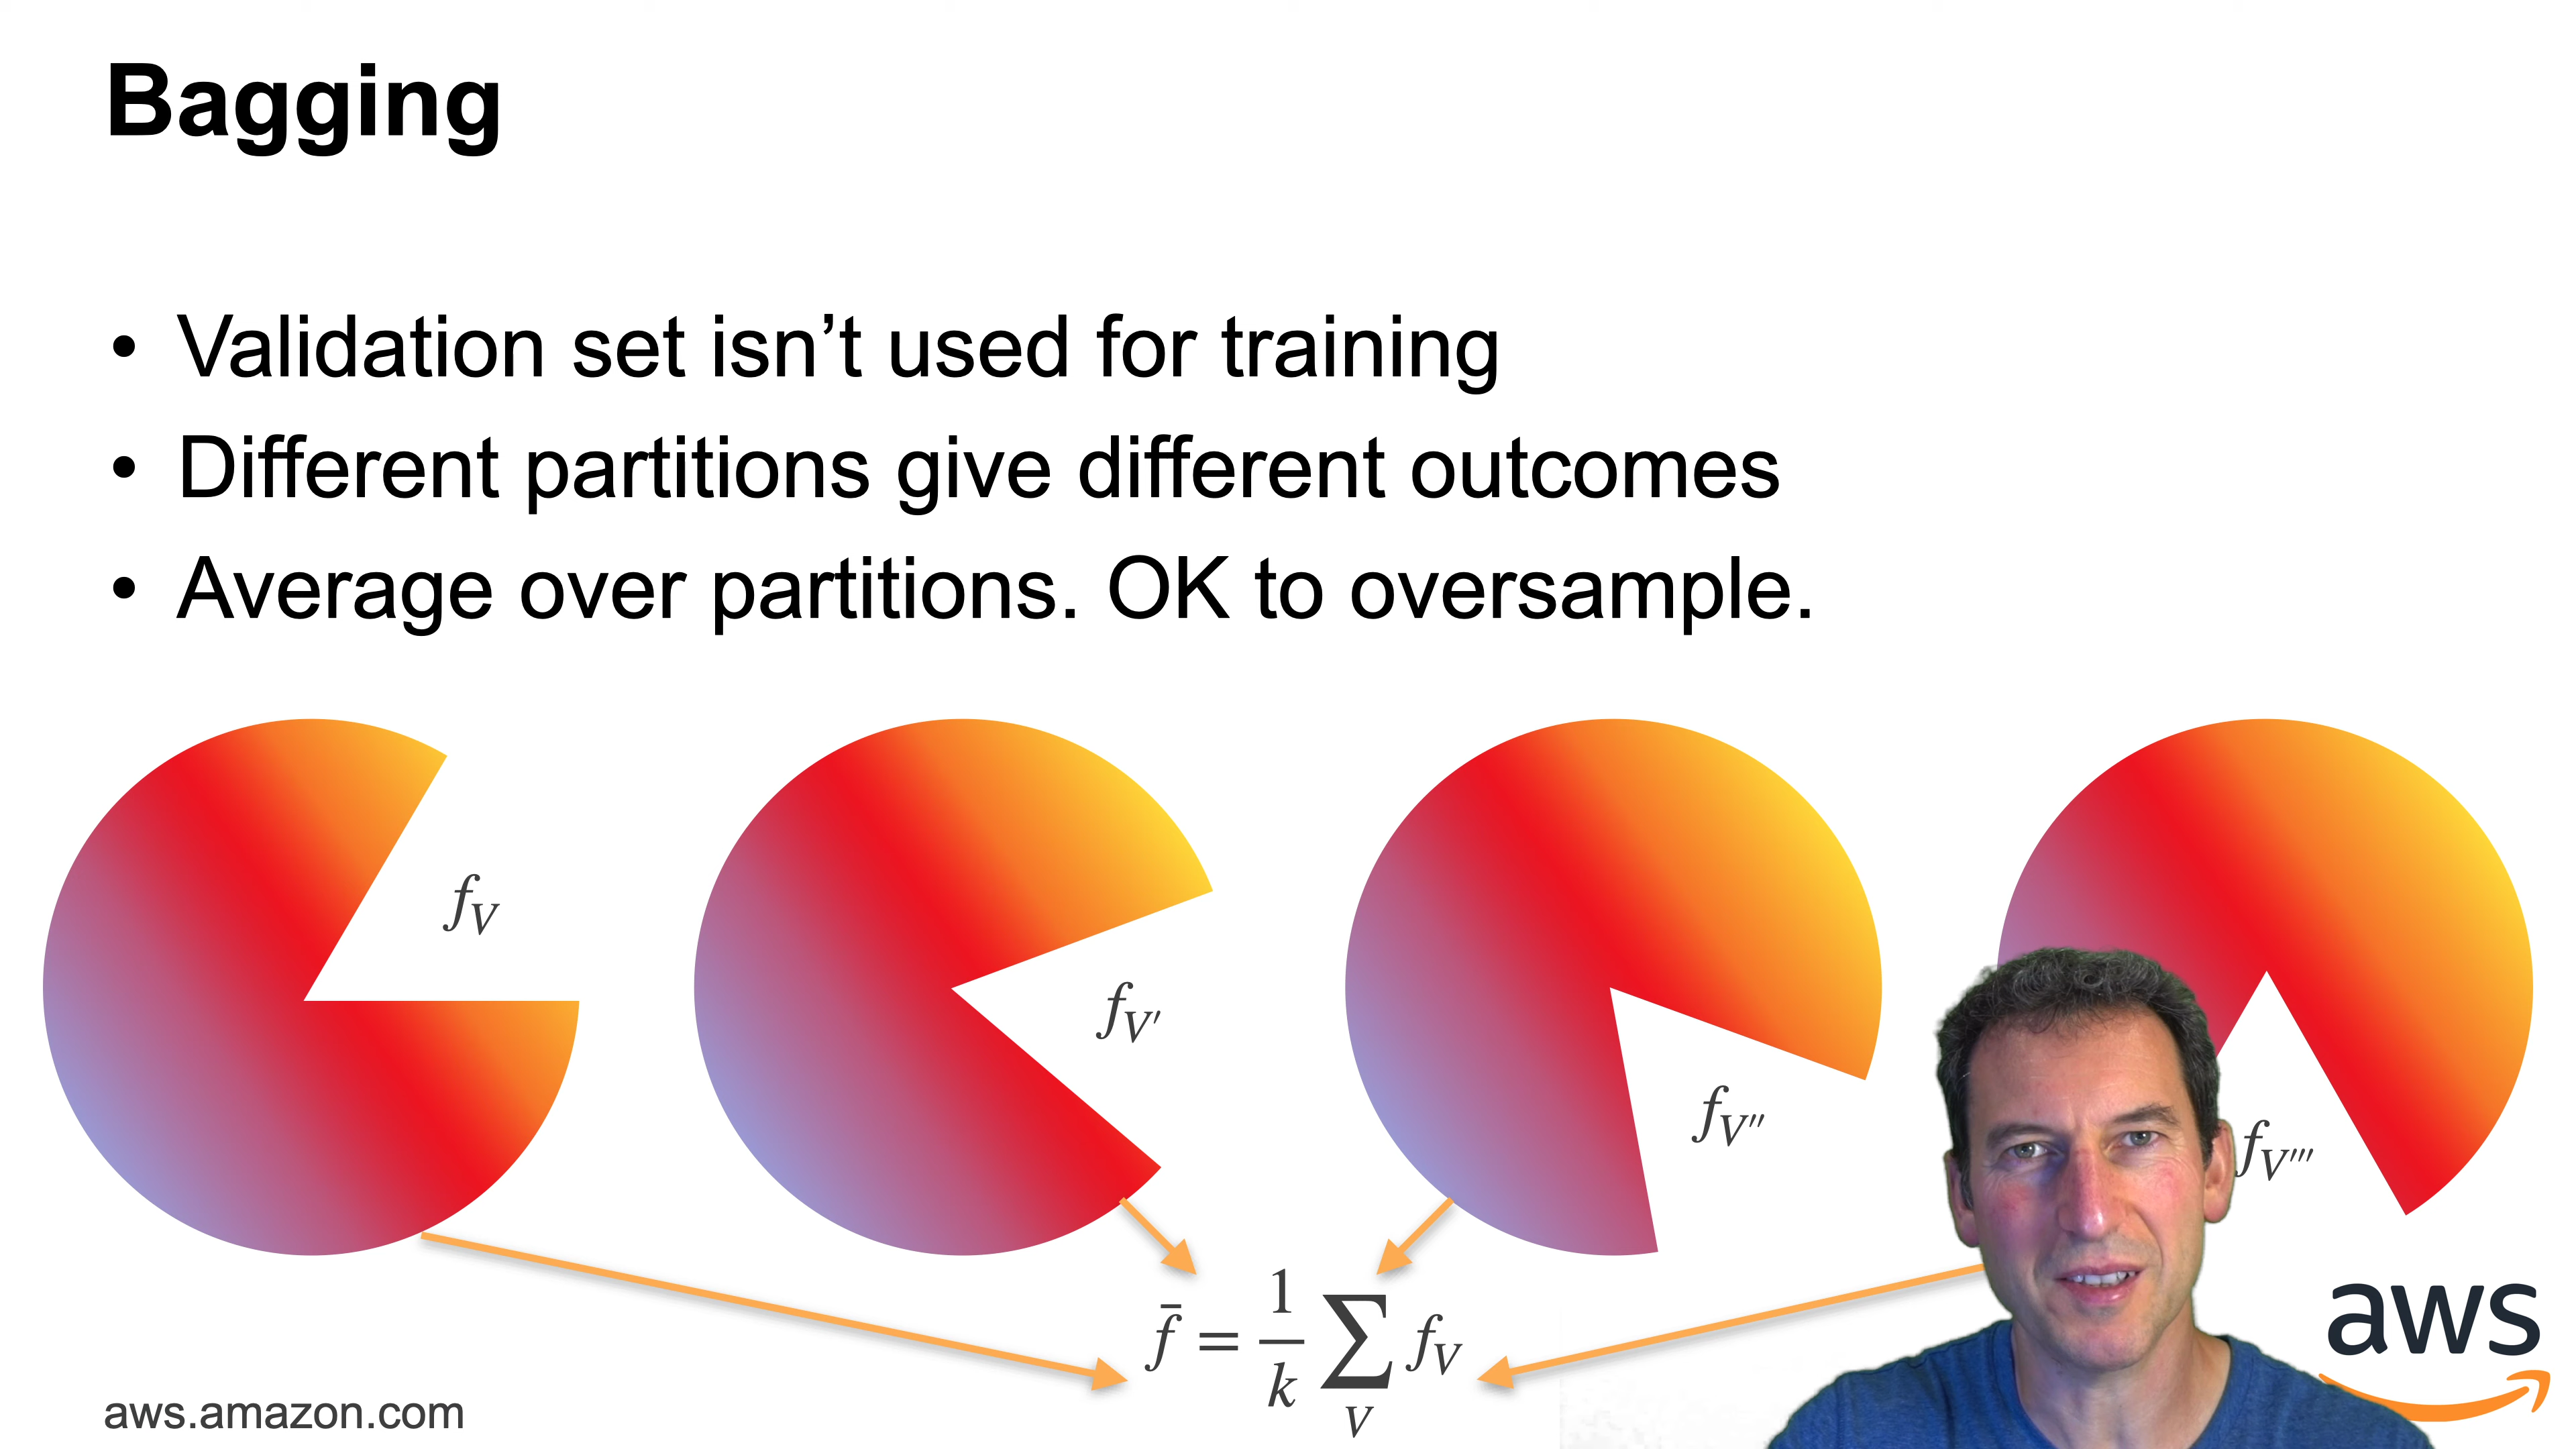 Bagging
• Validation set isn’t used for training
• Different partitions give different outcomes
• Average over partitions. OK to oversample.
f_V
f_V′
f_V″
f_V‴
f̄ = 1/k ∑_V f_V
aws.amazon.com
aws